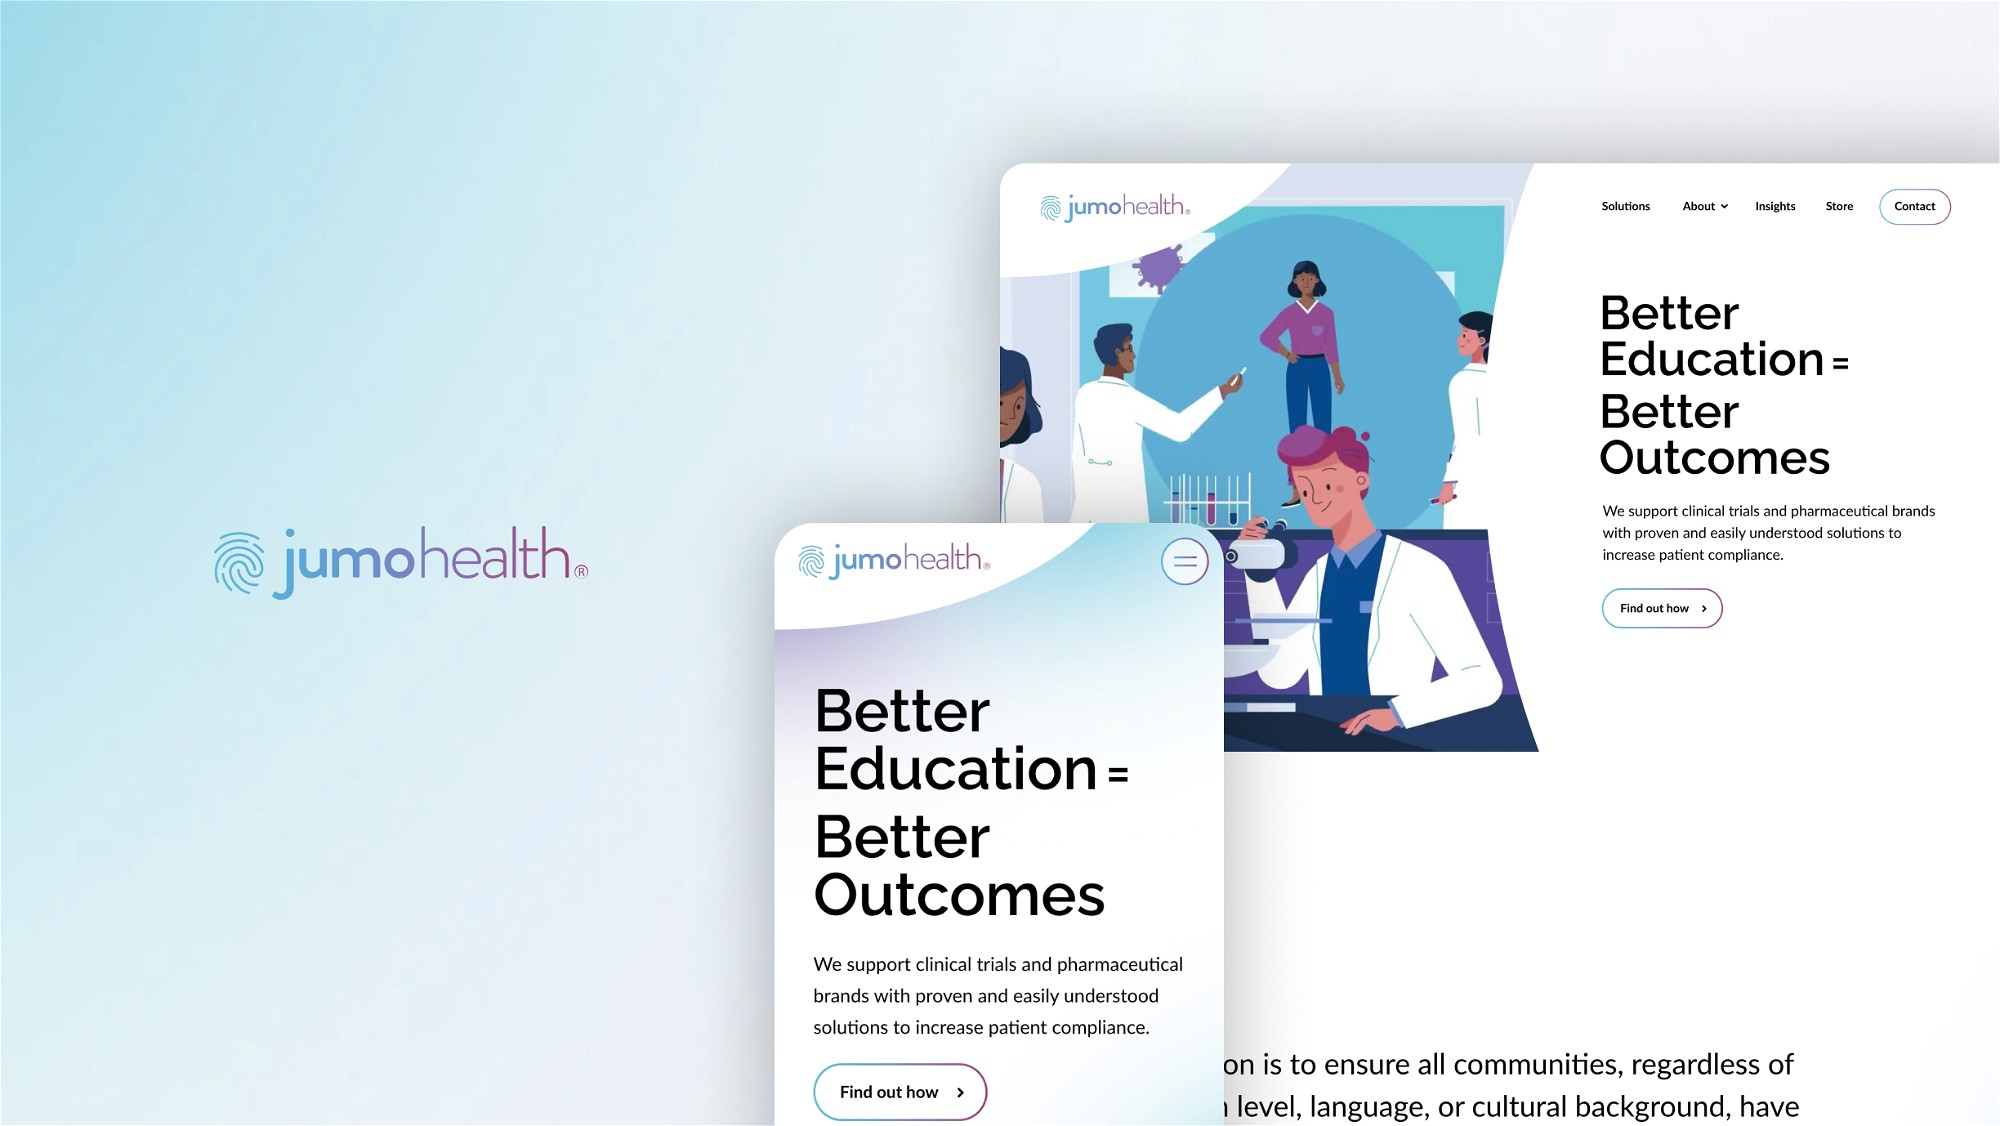 jumohealth®
jumohealth®
Solutions
About
Insights
Store
Contact
Better
Education =
Better
Outcomes
We support clinical trials and pharmaceutical brands
with proven and easily understood solutions to
increase patient compliance.
Find out how
jumohealth®
Better
Education =
Better
Outcomes
We support clinical trials and pharmaceutical
brands with proven and easily understood
solutions to increase patient compliance.
Find out how
on is to ensure all communities, regardless of
level, language, or cultural background, have